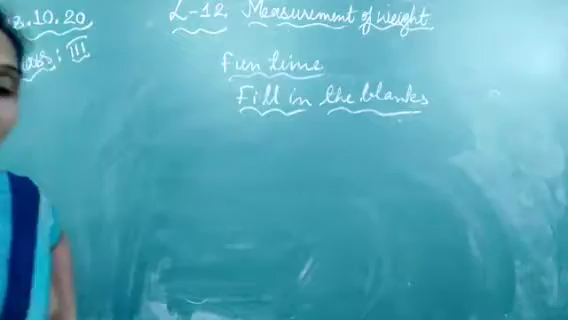 8.10.20,
L-12 Measurement of weight
Class: III
Fun time
Fill in the blanks